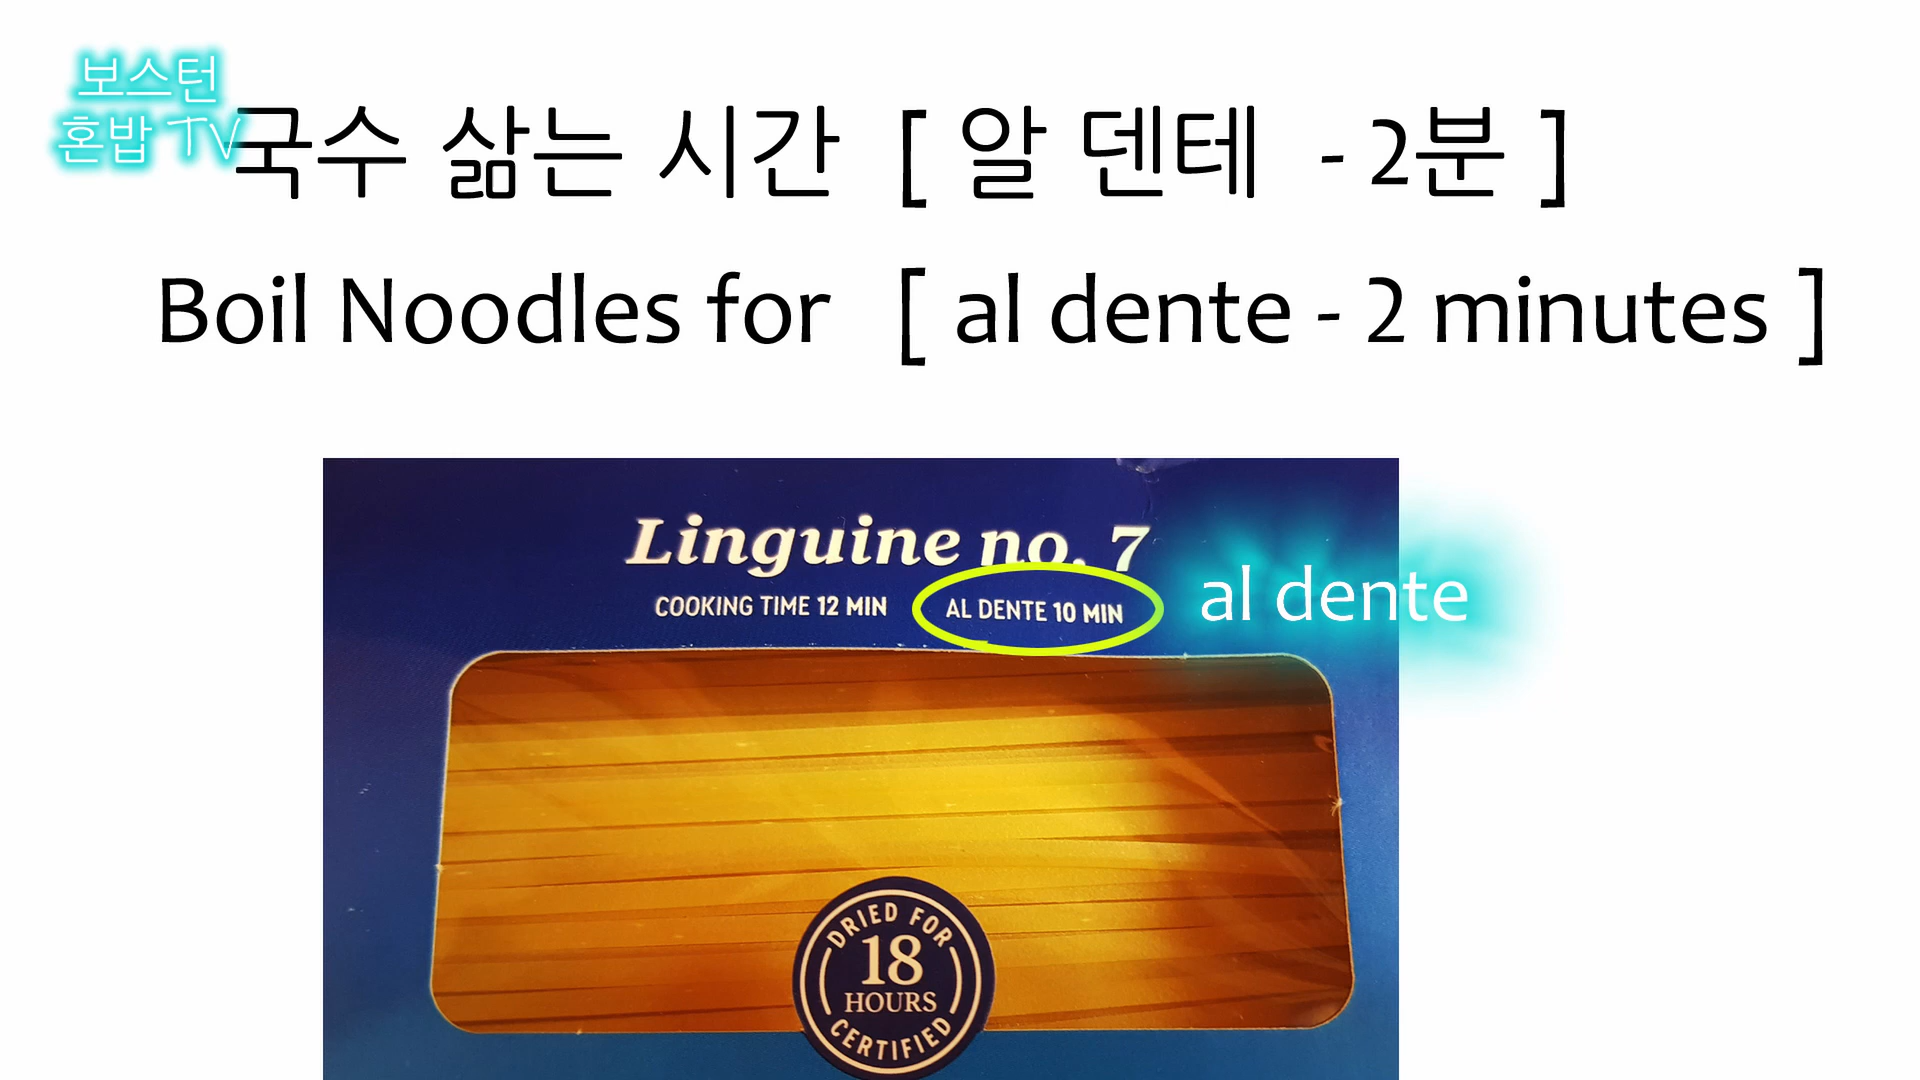 보스턴
혼밥 TV
국수 삶는 시간 [ 알 덴테 - 2분 ]
Boil Noodles for [ al dente - 2 minutes ]
Linguine no. 7
COOKING TIME 12 MIN AL DENTE 10 MIN
al dente
DRIED FOR
18
HOURS
CERTIFIED